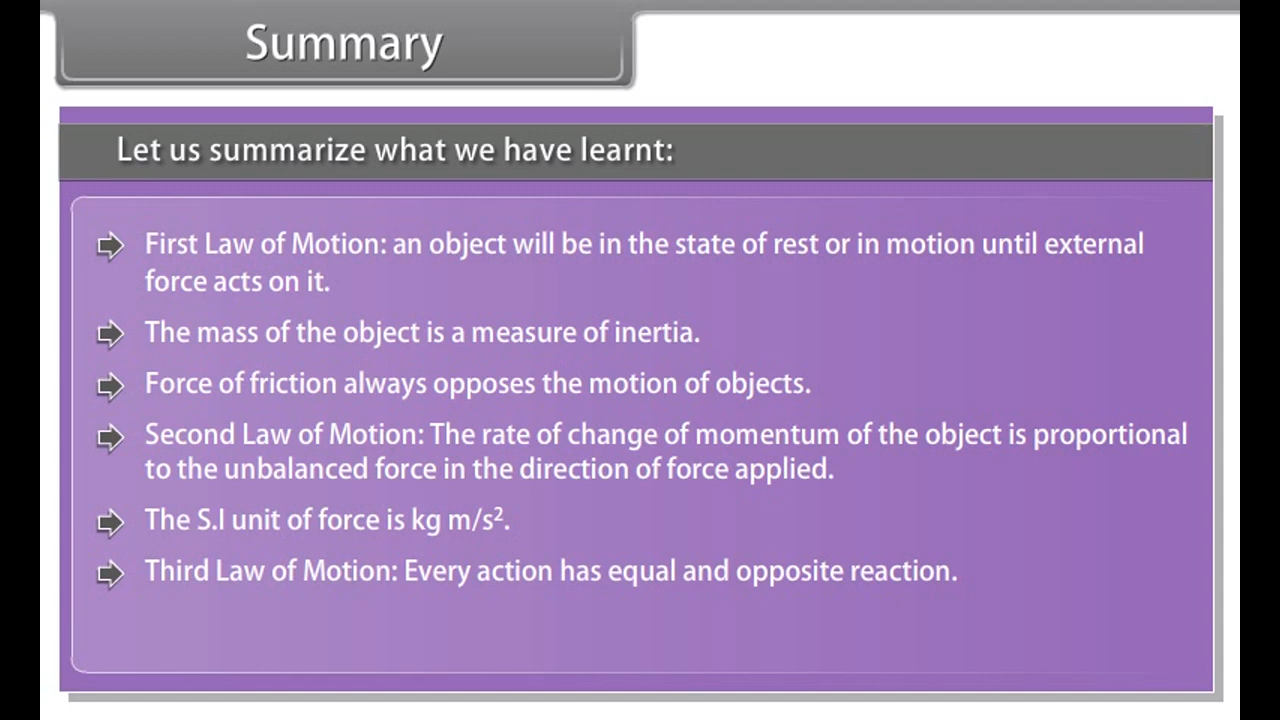 Summary
Let us summarize what we have learnt:
First Law of Motion: an object will be in the state of rest or in motion until external
force acts on it.
The mass of the object is a measure of inertia.
Force of friction always opposes the motion of objects.
Second Law of Motion: The rate of change of momentum of the object is proportional
to the unbalanced force in the direction of force applied.
The S.I unit of force is kg m/s².
Third Law of Motion: Every action has equal and opposite reaction.